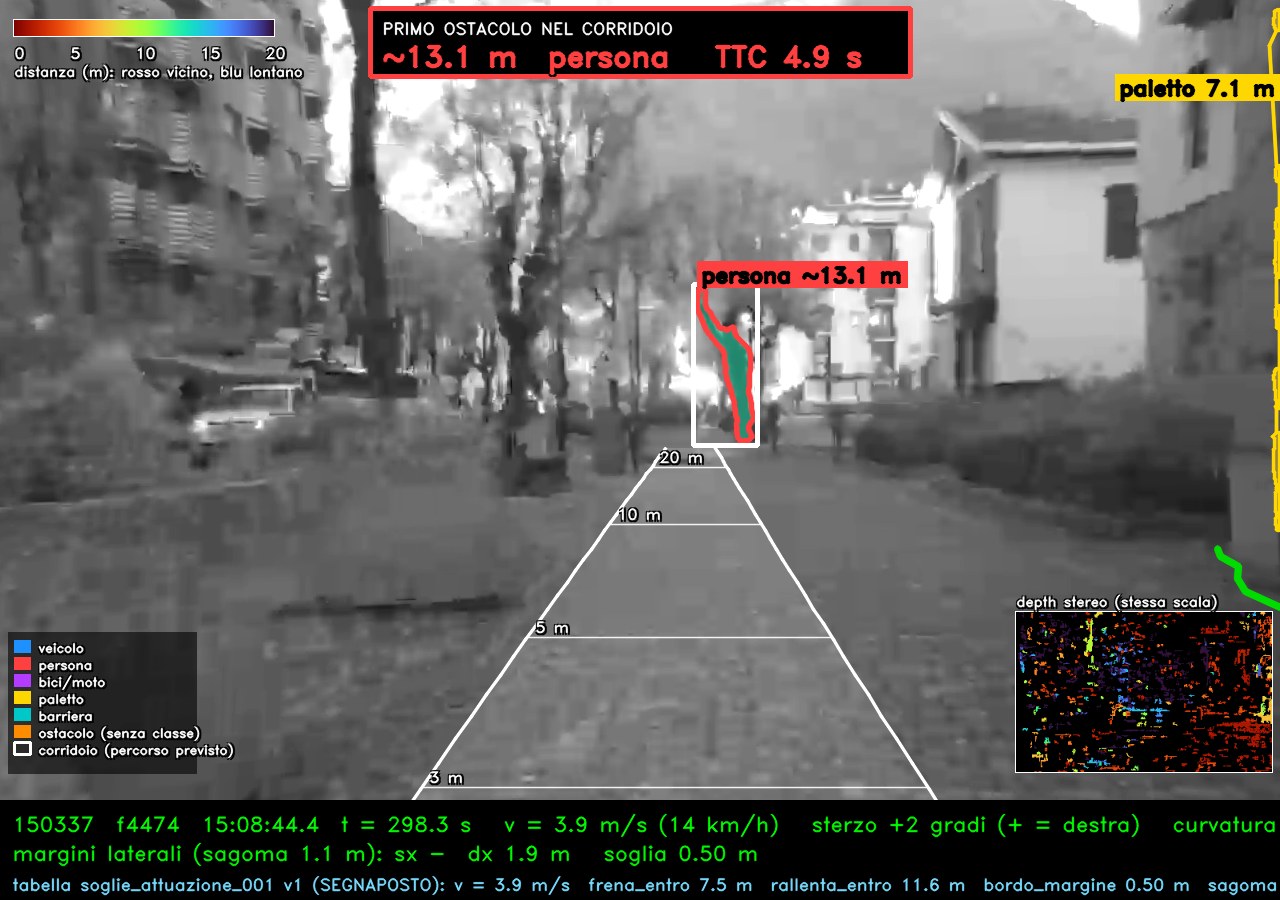 0 5 10 15 20
distanza (m): rosso vicino, blu lontano
PRIMO OSTACOLO NEL CORRIDOIO
~13.1 m persona TTC 4.9 s
paletto 7.1 m
persona ~13.1 m
20 m
10 m
5 m
3 m
depth stereo (stessa scala)
veicolo
persona
bici/moto
paletto
barriera
ostacolo (senza classe)
corridoio (percorso previsto)
150337 f4474 15:08:44.4 t = 298.3 s v = 3.9 m/s (14 km/h) sterzo +2 gradi (+ = destra) curvatura
margini laterali (sagoma 1.1 m): sx - dx 1.9 m soglia 0.50 m
tabella soglie_attuazione_001 v1 (SEGNAPOSTO): v = 3.9 m/s frena_entro 7.5 m rallenta_entro 11.6 m bordo_margine 0.50 m sagoma